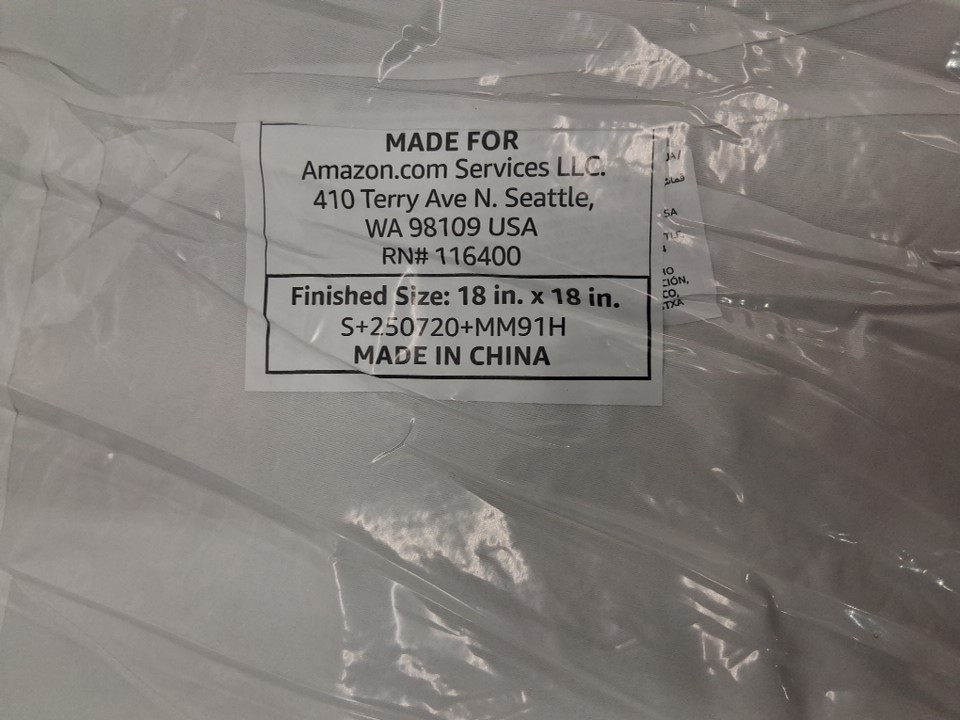 MADE FOR
Amazon.com Services LLC.
410 Terry Ave N. Seattle,
WA 98109 USA
RN# 116400
Finished Size: 18 in. x 18 in.
S+250720+MM91H
MADE IN CHINA